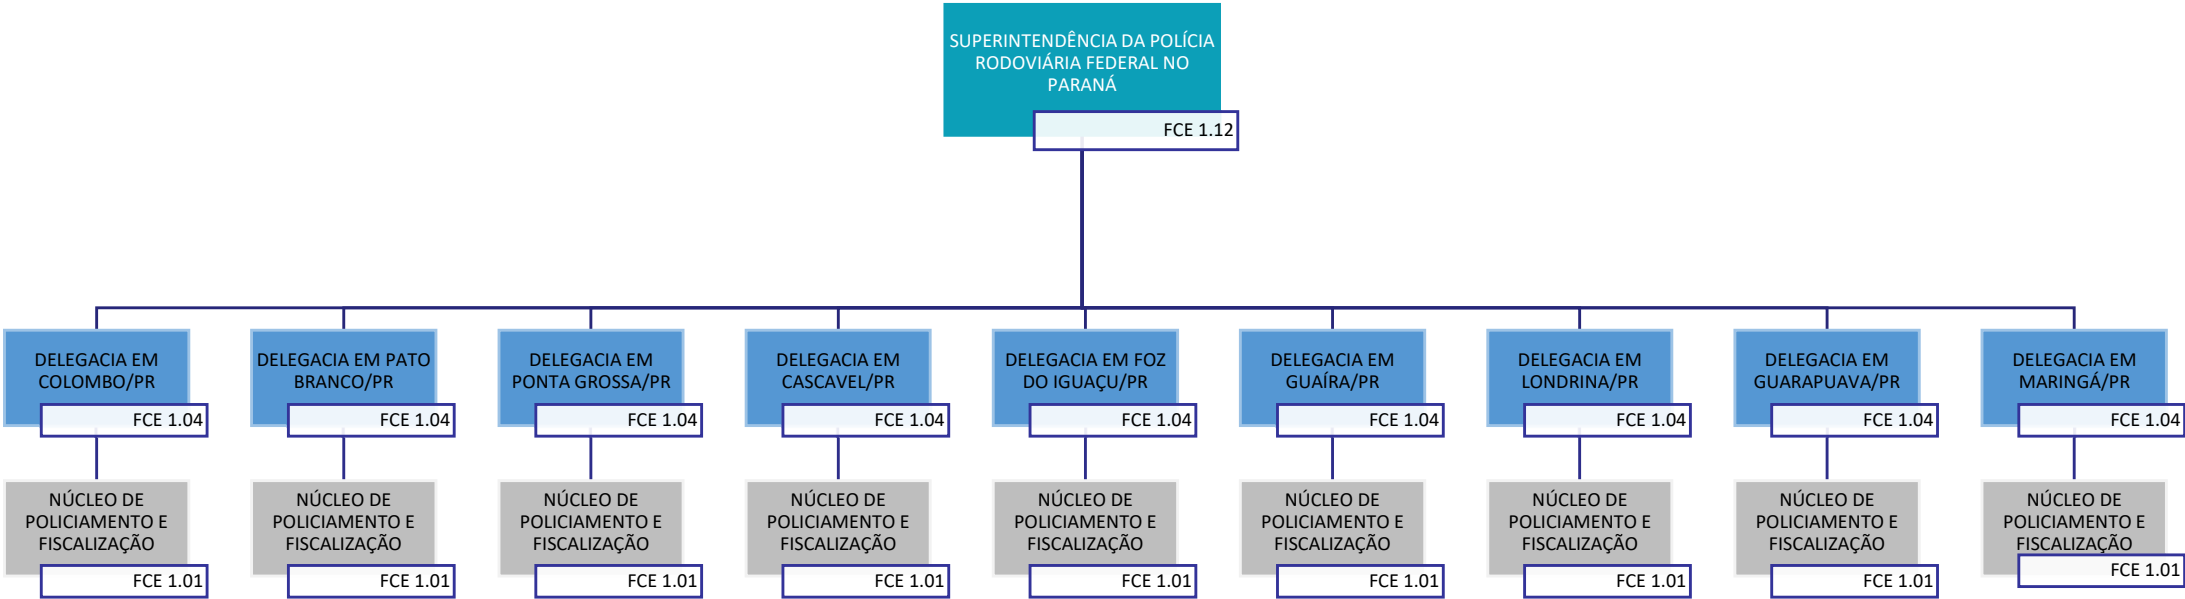 SUPERINTENDÊNCIA DA POLÍCIA
RODOVIÁRIA FEDERAL NO
PARANÁ
FCE 1.12
DELEGACIA EM
COLOMBO/PR
FCE 1.04
DELEGACIA EM PATO
BRANCO/PR
FCE 1.04
DELEGACIA EM
PONTA GROSSA/PR
FCE 1.04
DELEGACIA EM
CASCAVEL/PR
FCE 1.04
DELEGACIA EM FOZ
DO IGUAÇU/PR
FCE 1.04
DELEGACIA EM
GUAÍRA/PR
FCE 1.04
DELEGACIA EM
LONDRINA/PR
FCE 1.04
DELEGACIA EM
GUARAPUAVA/PR
FCE 1.04
DELEGACIA EM
MARINGÁ/PR
FCE 1.04
NÚCLEO DE
POLICIAMENTO E
FISCALIZAÇÃO
FCE 1.01
NÚCLEO DE
POLICIAMENTO E
FISCALIZAÇÃO
FCE 1.01
NÚCLEO DE
POLICIAMENTO E
FISCALIZAÇÃO
FCE 1.01
NÚCLEO DE
POLICIAMENTO E
FISCALIZAÇÃO
FCE 1.01
NÚCLEO DE
POLICIAMENTO E
FISCALIZAÇÃO
FCE 1.01
NÚCLEO DE
POLICIAMENTO E
FISCALIZAÇÃO
FCE 1.01
NÚCLEO DE
POLICIAMENTO E
FISCALIZAÇÃO
FCE 1.01
NÚCLEO DE
POLICIAMENTO E
FISCALIZAÇÃO
FCE 1.01
NÚCLEO DE
POLICIAMENTO E
FISCALIZAÇÃO
FCE 1.01